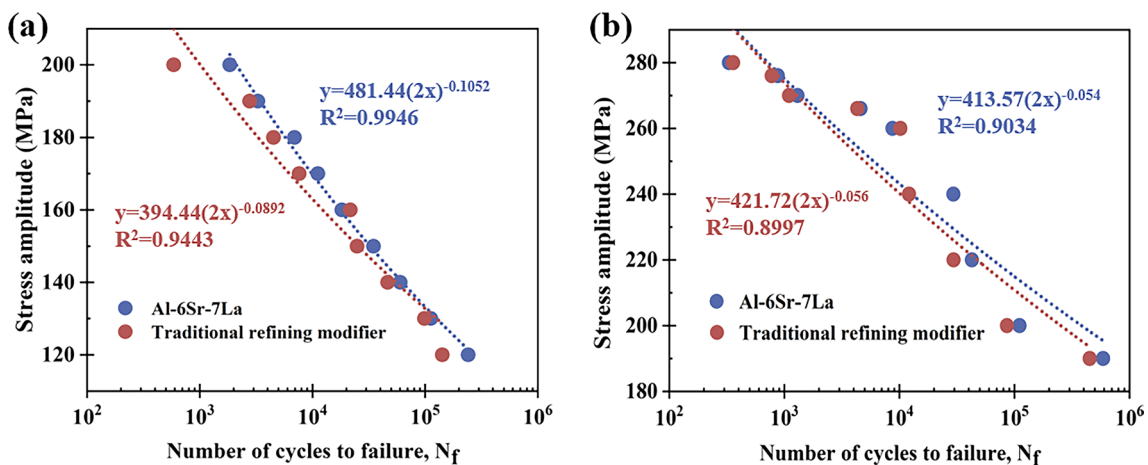 (a)
Stress amplitude (MPa)
200
180
160
140
120
y=481.44(2x)^-0.1052
R²=0.9946
y=394.44(2x)^-0.0892
R²=0.9443
Al-6Sr-7La
Traditional refining modifier
10² 10³ 10⁴ 10⁵ 10⁶
Number of cycles to failure, N_f
(b)
Stress amplitude (MPa)
280
260
240
220
200
180
y=413.57(2x)^-0.054
R²=0.9034
y=421.72(2x)^-0.056
R²=0.8997
Al-6Sr-7La
Traditional refining modifier
10² 10³ 10⁴ 10⁵ 10⁶
Number of cycles to failure, N_f